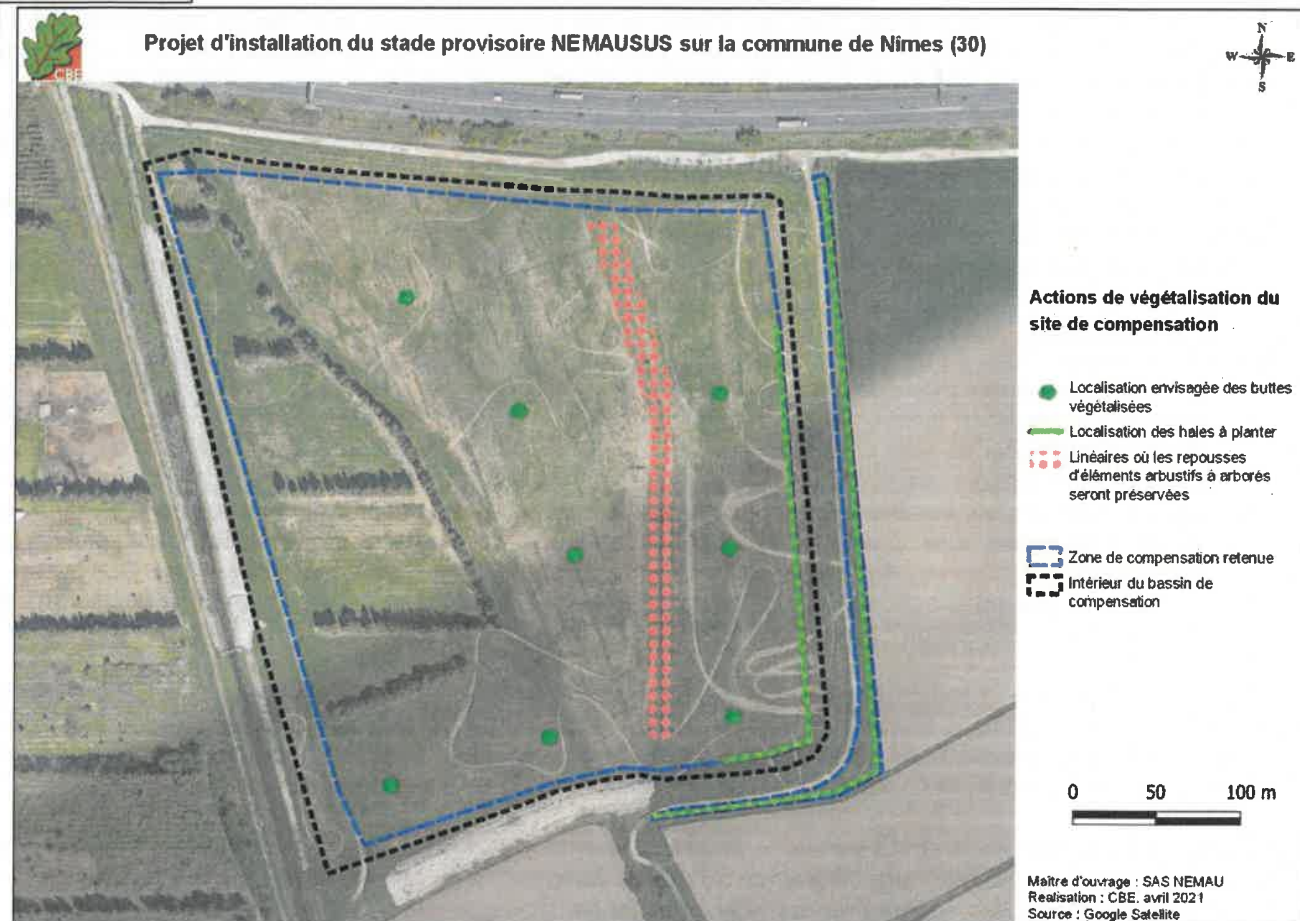 CBE
Projet d'installation du stade provisoire NEMAUSUS sur la commune de Nîmes (30)
N
W E
S
Actions de végétalisation du
site de compensation
Localisation envisagée des buttes
végétalisées
Localisation des haies à planter
Linéaires où les repousses
d'éléments arbustifs à arborés
seront préservées
Zone de compensation retenue
Intérieur du bassin de
compensation
0 50 100 m
Maître d'ouvrage : SAS NEMAU
Realisation : CBE, avril 2021
Source : Google Satellite